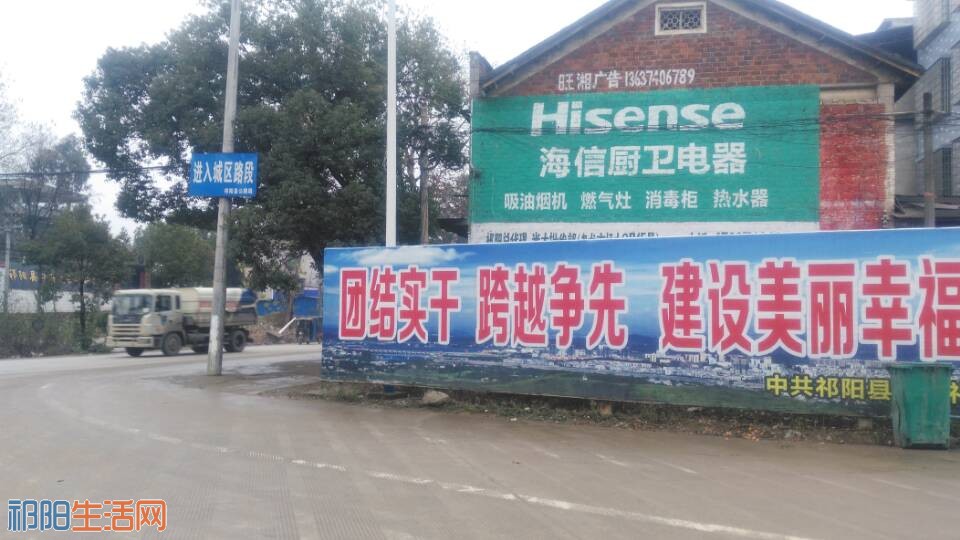 旺湘广告 13637406789
Hisense
海信厨卫电器
吸油烟机 燃气灶 消毒柜 热水器
进入城区路段
团结实干 跨越争先 建设美丽幸福
中共祁阳县
祁阳生活网